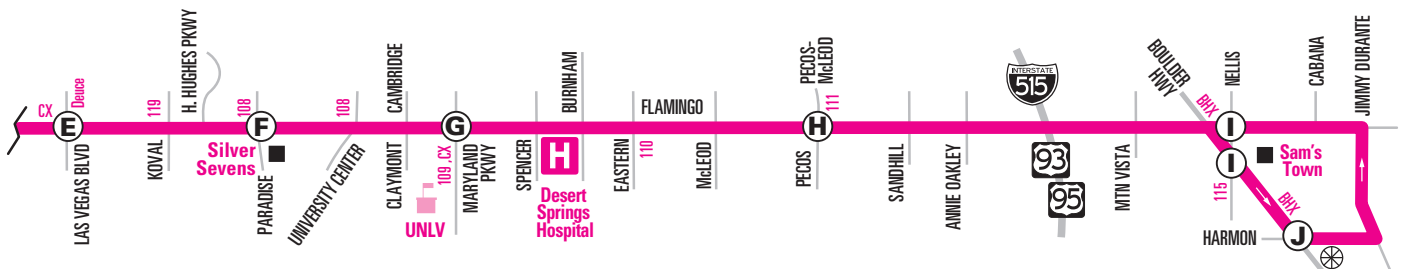 CX
Deuce
E
LAS VEGAS BLVD
119
KOVAL
H. HUGHES PKWY
108
F
Silver
Sevens
PARADISE
108
UNIVERSITY CENTER
CAMBRIDGE
CLAYMONT
G
109 ,CX
MARYLAND
PKWY
UNLV
SPENCER
BURNHAM
H
Desert
Springs
Hospital
EASTERN
110
FLAMINGO
McLEOD
PECOS-
McLEOD
111
H
PECOS
SANDHILL
ANNIE OAKLEY
INTERSTATE
515
93
95
MTN VISTA
BOULDER
HWY
BHX
NELLIS
I
I
115
Sam's
Town
CABANA
JIMMY DURANTE
BHX
HARMON
J